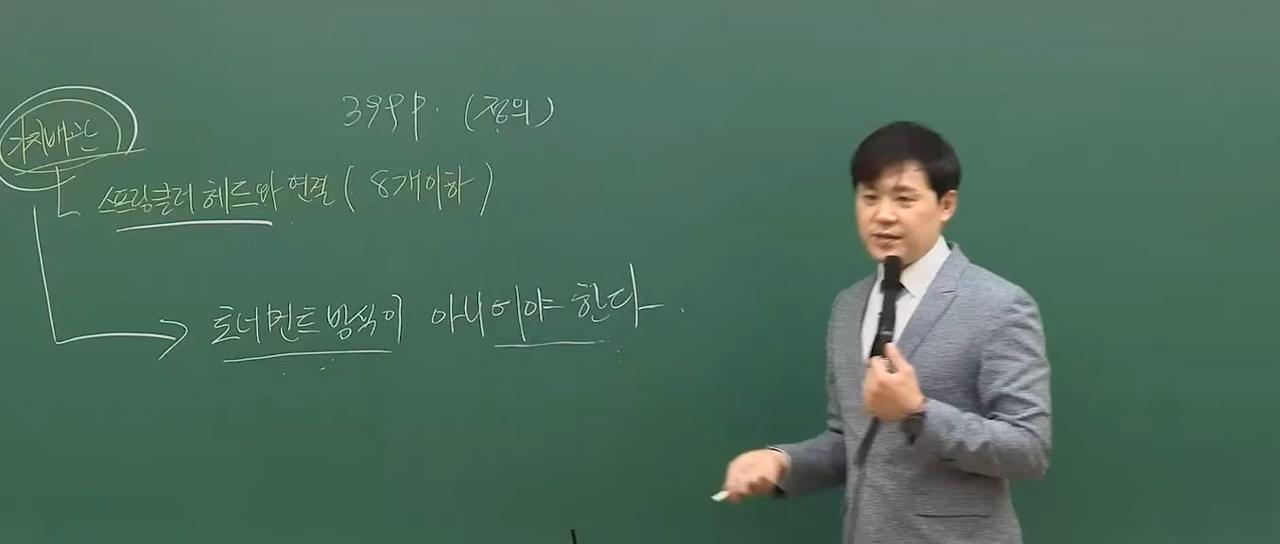 399p. (정의)
가지배관
스프링클러 헤드와 연결 (8개이하)
토너먼트 방식이 아니어야 한다.